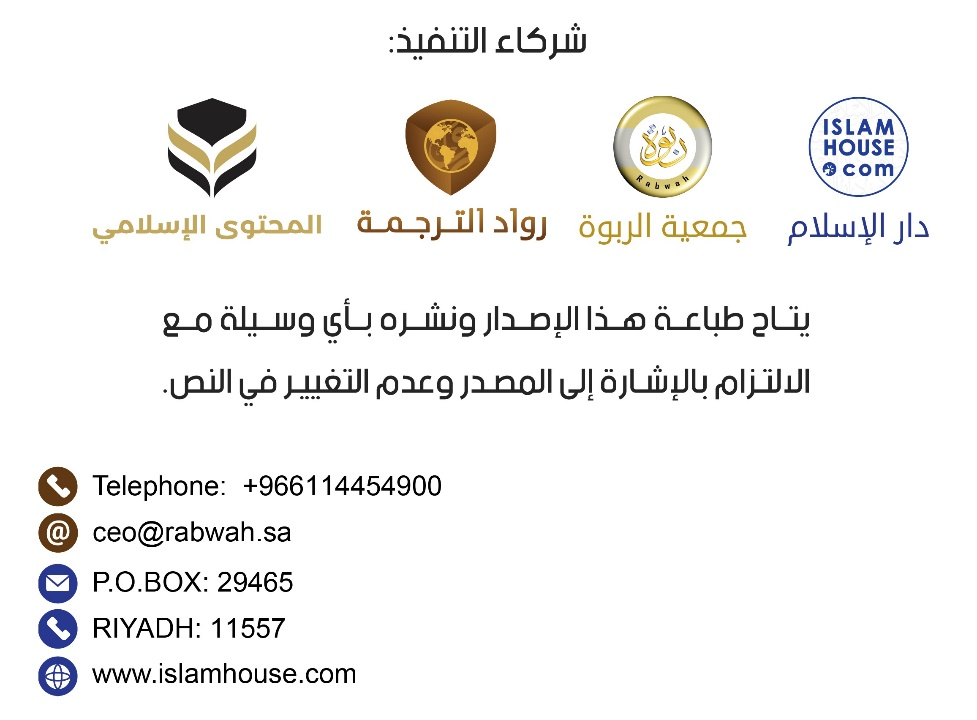 شركاء التنفيذ:
ISLAM
HOUSE
.com
ربوة
Rabwah
دار الإسلام
جمعية الربوة
رواد الترجمة
المحتوى الإسلامي
يتاح طباعة هذا الإصدار ونشره بأي وسيلة مع
الالتزام بالإشارة إلى المصدر وعدم التغيير في النص.
Telephone: +966114454900
@ ceo@rabwah.sa
P.O.BOX: 29465
RIYADH: 11557
www.islamhouse.com